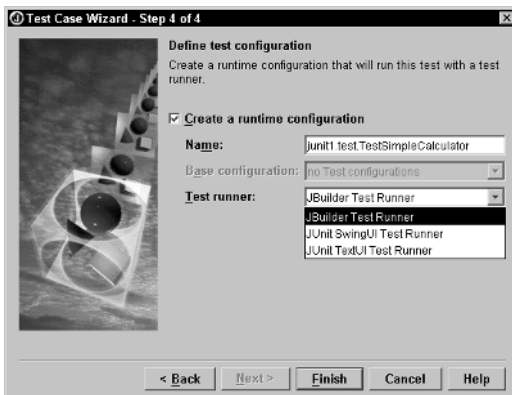 Test Case Wizard - Step 4 of 4
Define test configuration
Create a runtime configuration that will run this test with a test
runner.
Create a runtime configuration
Name: junit1.test.TestSimpleCalculator
Base configuration: no Test configurations
Test runner: JBuilder Test Runner
JBuilder Test Runner
JUnit SwingUI Test Runner
JUnit TextUI Test Runner
< Back Next > Finish Cancel Help